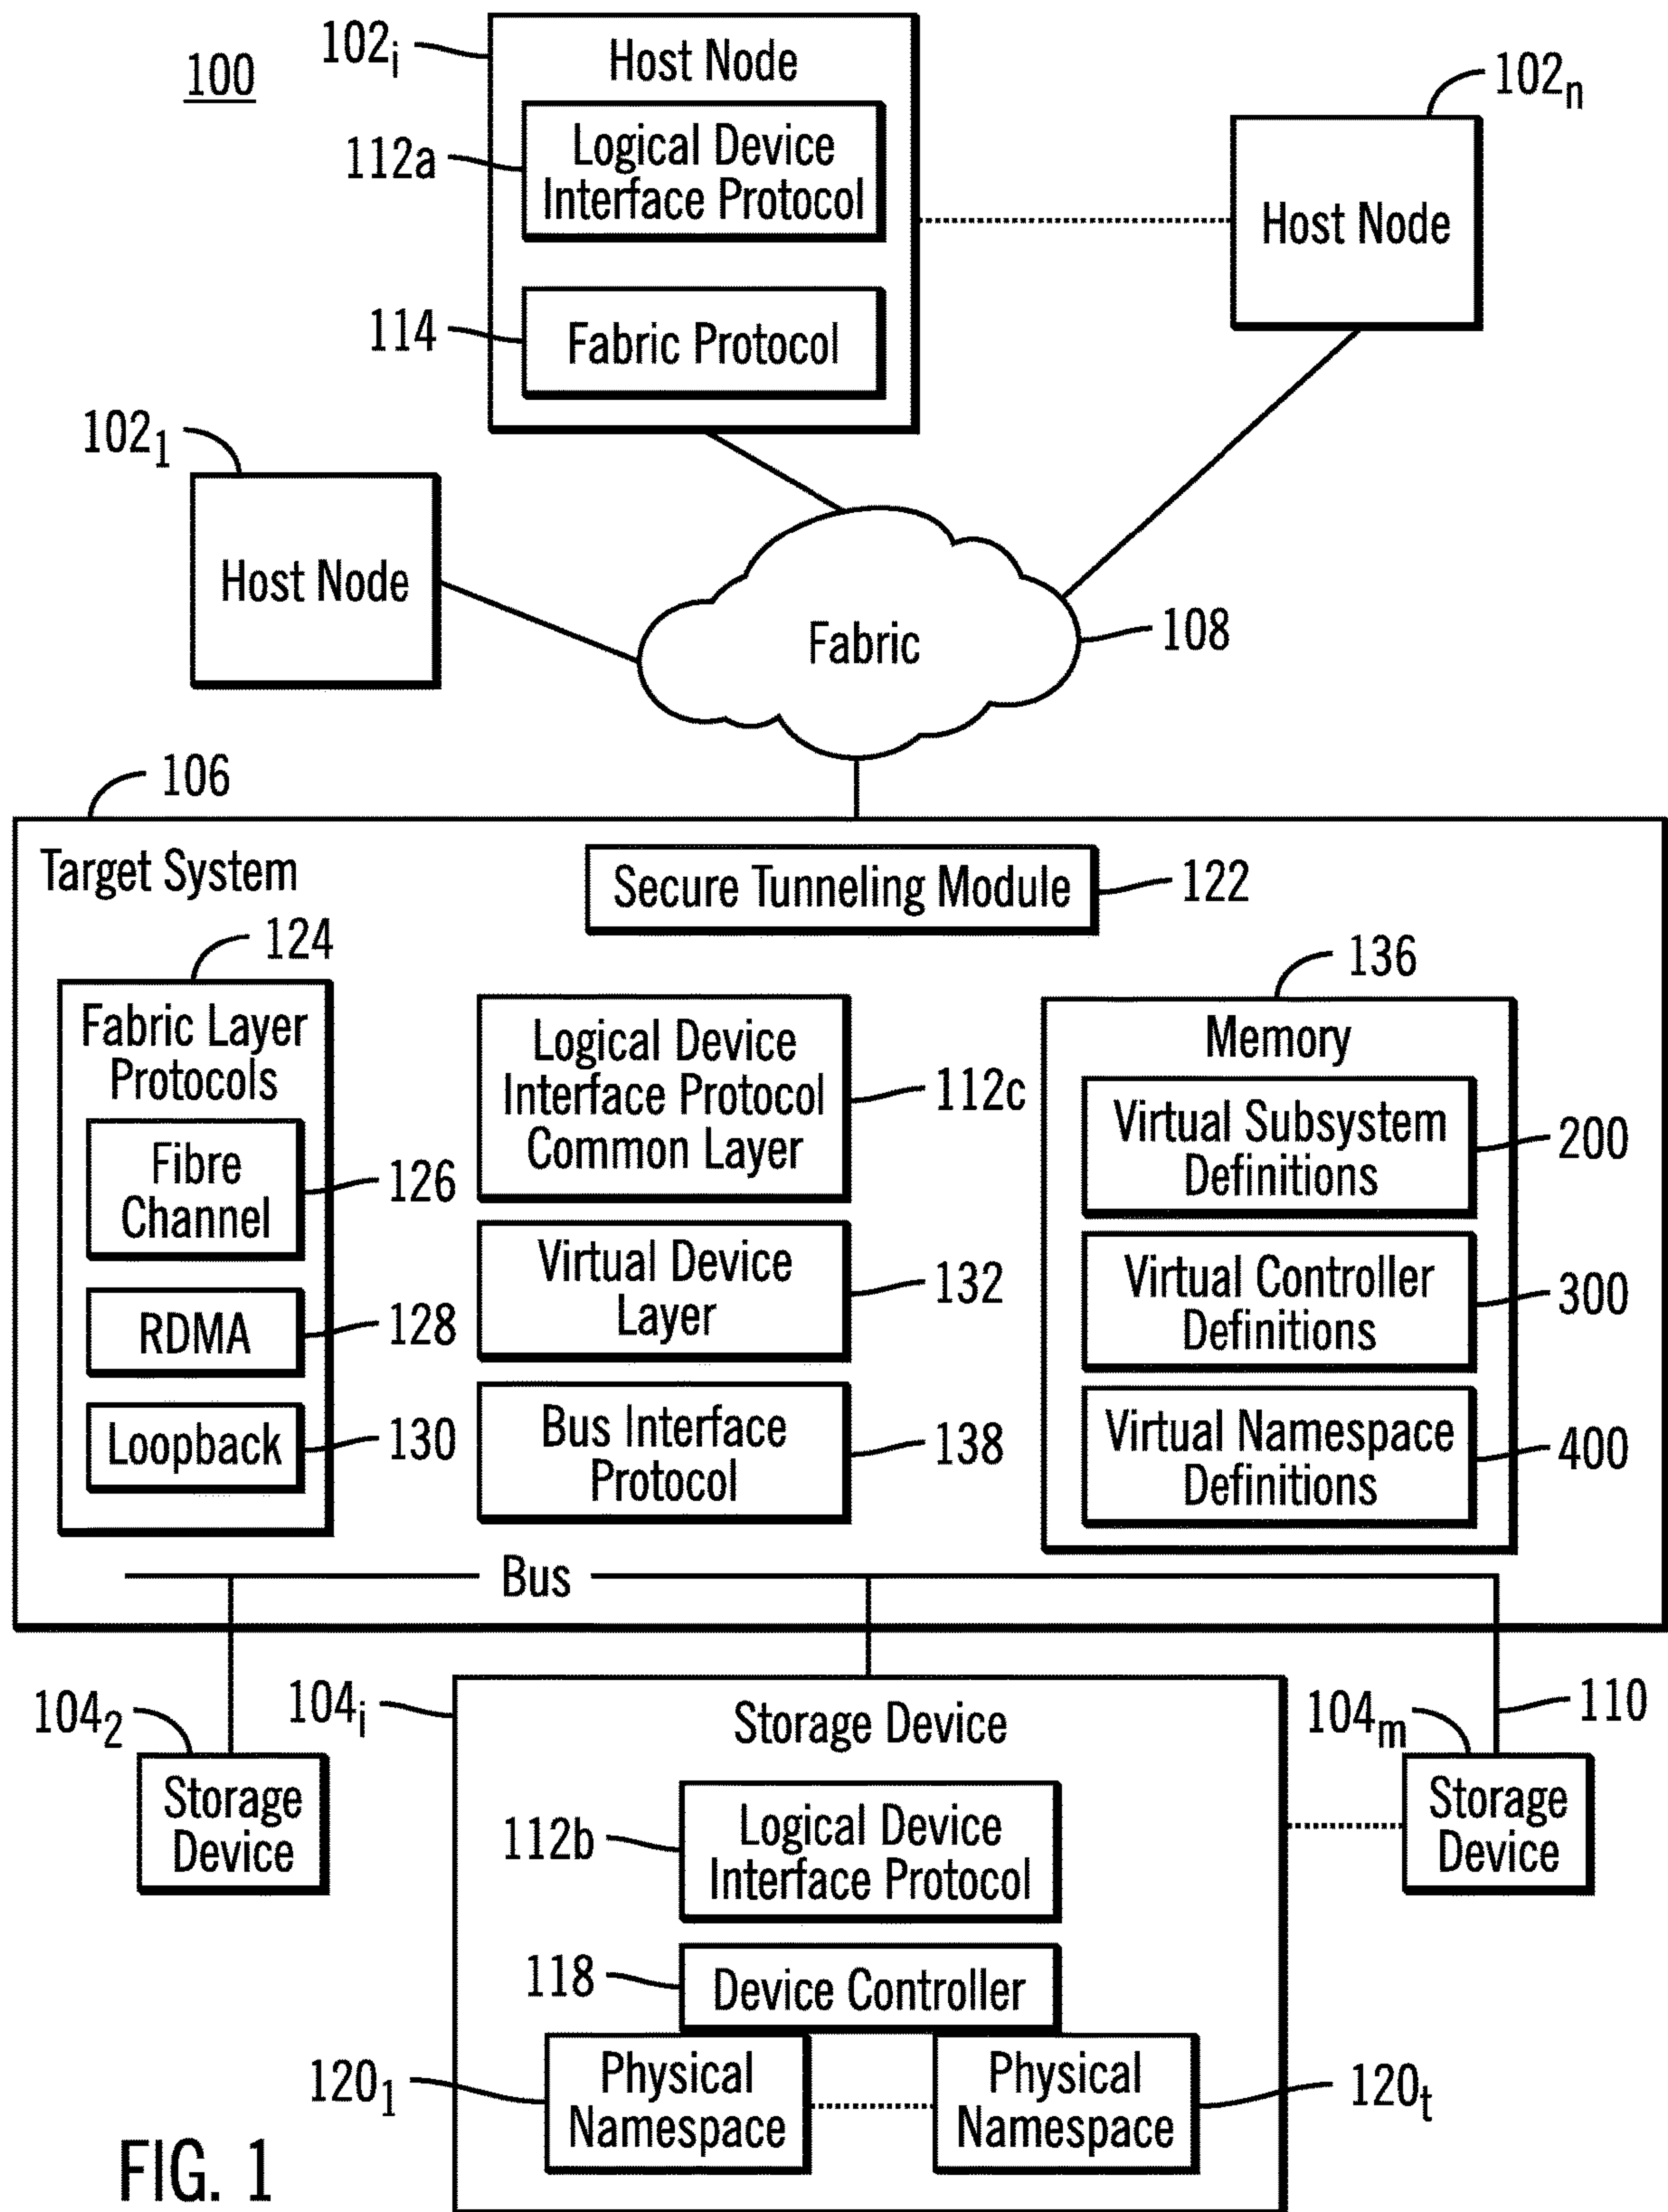 100
102i
Host Node
112a
Logical Device
Interface Protocol
114
Fabric Protocol
102n
Host Node
1021
Host Node
Fabric
108
106
Target System
Secure Tunneling Module
122
124
Fabric Layer
Protocols
Fibre
Channel
126
RDMA
128
Loopback
130
Logical Device
Interface Protocol
Common Layer
112c
Virtual Device
Layer
132
Bus Interface
Protocol
138
136
Memory
Virtual Subsystem
Definitions
200
Virtual Controller
Definitions
300
Virtual Namespace
Definitions
400
Bus
1042
Storage
Device
104i
Storage Device
112b
Logical Device
Interface Protocol
118
Device Controller
1201
Physical
Namespace
Physical
Namespace
120t
104m
110
Storage
Device
FIG. 1